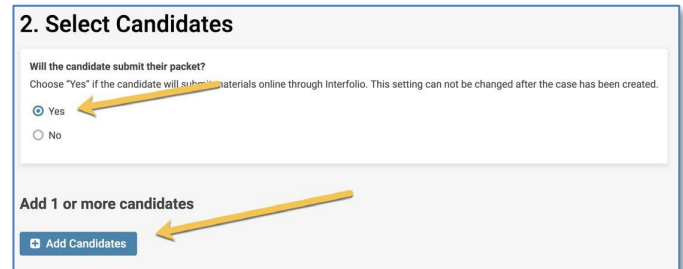 2. Select Candidates
Will the candidate submit their packet?
Choose "Yes" if the candidate will submit materials online through Interfolio. This setting can not be changed after the case has been created.
Yes
No
Add 1 or more candidates
Add Candidates